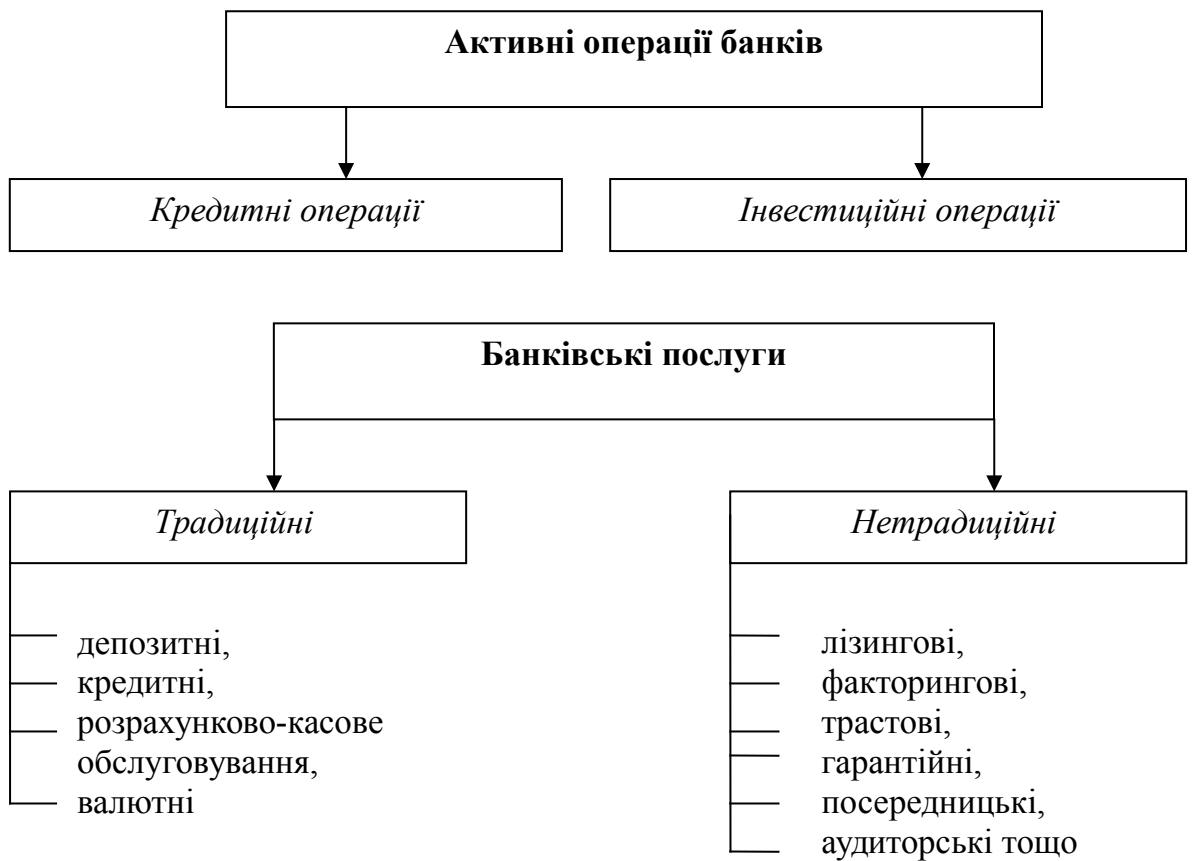 Активні операції банків
Кредитні операції
Інвестиційні операції
Банківські послуги
Традиційні
Нетрадиційні
депозитні,
кредитні,
розрахунково-касове
обслуговування,
валютні
лізингові,
факторингові,
трастові,
гарантійні,
посередницькі,
аудиторські тощо